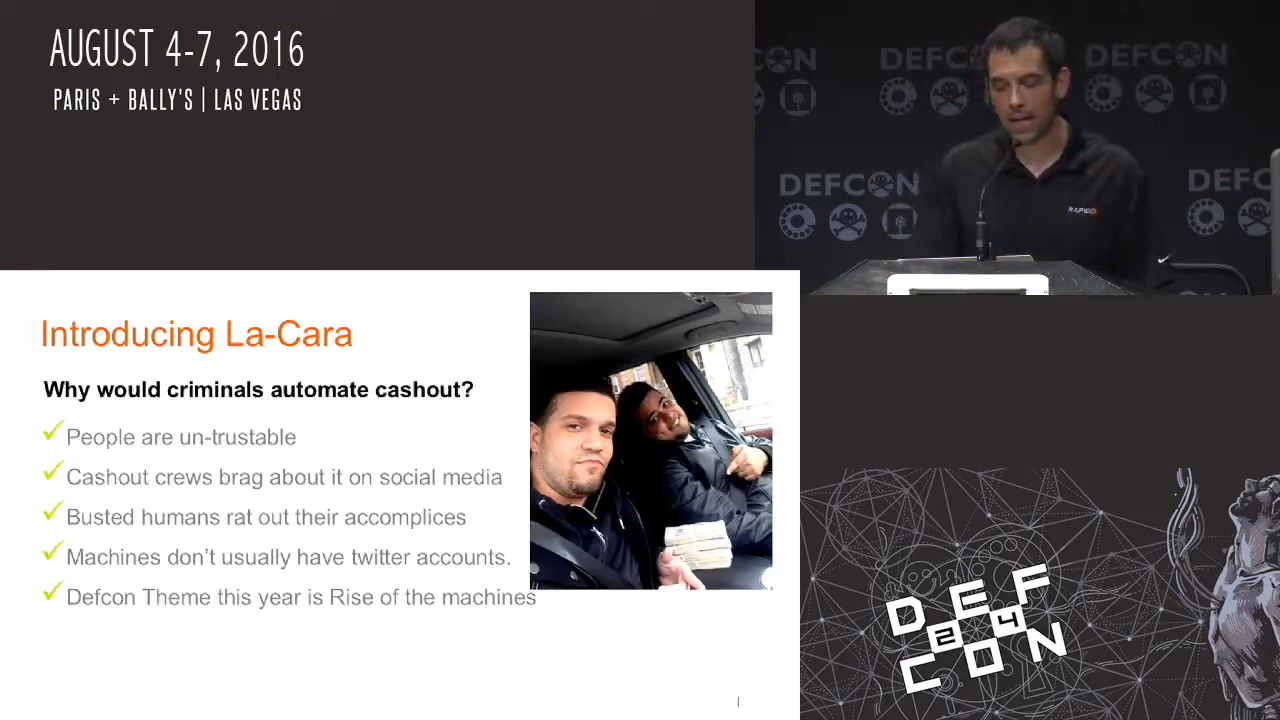 AUGUST 4-7, 2016
PARIS + BALLY'S | LAS VEGAS
DEFCON
DEFCON
DEFCON
RAPID7
Introducing La-Cara
Why would criminals automate cashout?
People are un-trustable
Cashout crews brag about it on social media
Busted humans rat out their accomplices
Machines don't usually have twitter accounts.
Defcon Theme this year is Rise of the machines
DEF
24
CON